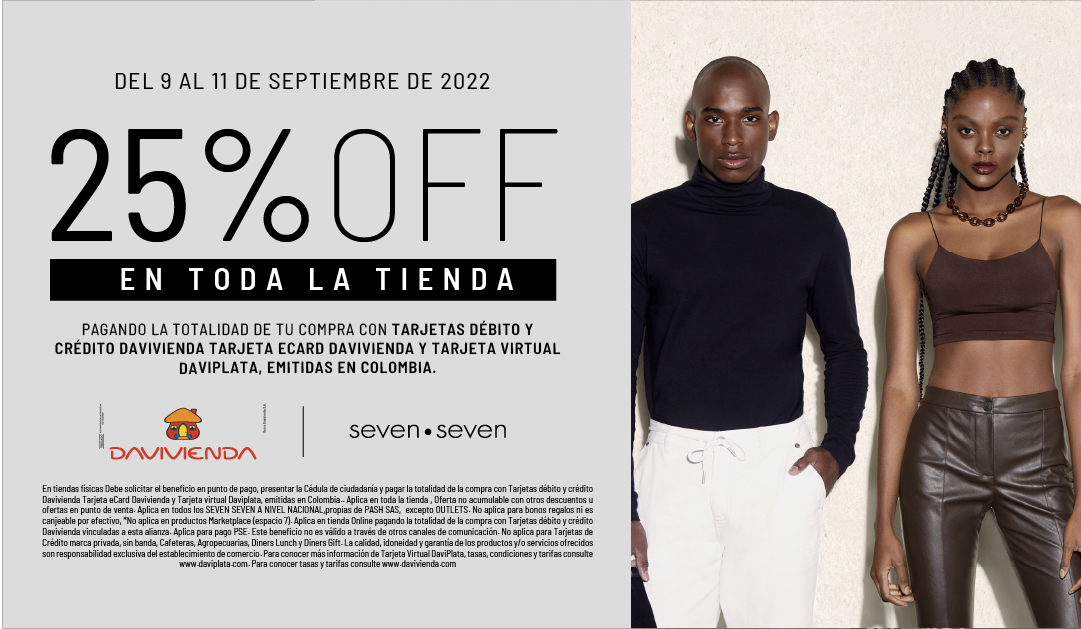 DEL 9 AL 11 DE SEPTIEMBRE DE 2022
25%OFF
EN TODA LA TIENDA
PAGANDO LA TOTALIDAD DE TU COMPRA CON TARJETAS DÉBITO Y
CRÉDITO DAVIVIENDA TARJETA ECARD DAVIVIENDA Y TARJETA VIRTUAL
DAVIPLATA, EMITIDAS EN COLOMBIA.
DAVIVIENDA
seven•seven
En tiendas físicas Debe solicitar el beneficio en punto de pago, presentar la Cédula de ciudadanía y pagar la totalidad de la compra con Tarjetas débito y crédito
Davivienda Tarjeta eCard Davivienda y Tarjeta virtual Daviplata, emitidas en Colombia.. Aplica en toda la tienda , Oferta no acumulable con otros descuentos u
ofertas en punto de venta. Aplica en todos los SEVEN SEVEN A NIVEL NACIONAL,propias de PASH SAS, excepto OUTLETS. No aplica para bonos regalos ni es
canjeable por efectivo, *No aplica en productos Marketplace (espacio 7). Aplica en tienda Online pagando la totalidad de la compra con Tarjetas débito y crédito
Davivienda vinculadas a esta alianza. Aplica para pago PSE. Este beneficio no es válido a través de otros canales de comunicación. No aplica para Tarjetas de
Crédito marca privada, sin banda, Cafeteras, Agropecuarias, Diners Lunch y Diners Gift. La calidad, idoneidad y garantía de los productos y/o servicios ofrecidos
son responsabilidad exclusiva del establecimiento de comercio. Para conocer más información de Tarjeta Virtual DaviPlata, tasas, condiciones y tarifas consulte
www.daviplata.com. Para conocer tasas y tarifas consulte www.davivienda.com